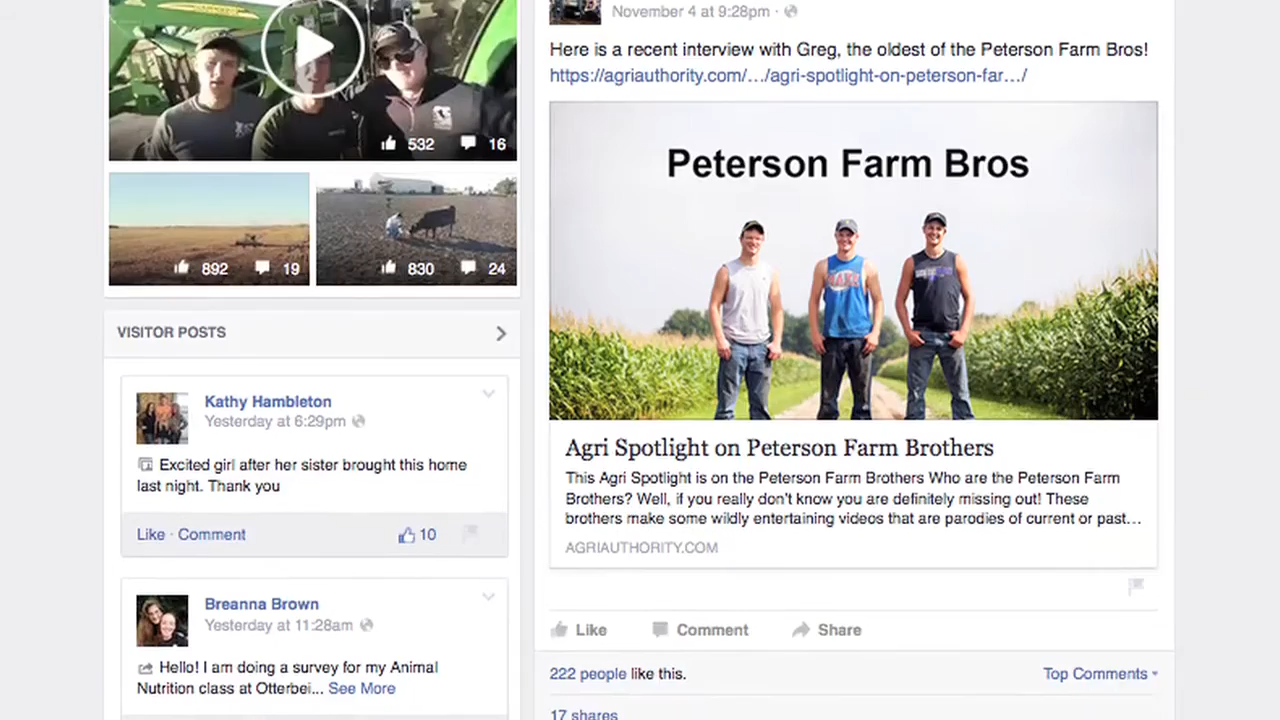 532 16
892 19
830 24
VISITOR POSTS
Kathy Hambleton
Yesterday at 6:29pm
Excited girl after her sister brought this home
last night. Thank you
Like · Comment
10
Breanna Brown
Yesterday at 11:28am
Hello! I am doing a survey for my Animal
Nutrition class at Otterbei... See More
November 4 at 9:28pm ·
Here is a recent interview with Greg, the oldest of the Peterson Farm Bros!
https://agriauthority.com/…/agri-spotlight-on-peterson-far…/
Peterson Farm Bros
Agri Spotlight on Peterson Farm Brothers
This Agri Spotlight is on the Peterson Farm Brothers Who are the Peterson Farm
Brothers? Well, if you really don't know you are definitely missing out! These
brothers make some wildly entertaining videos that are parodies of current or past…
AGRIAUTHORITY.COM
Like Comment Share
222 people like this.
Top Comments
17 shares